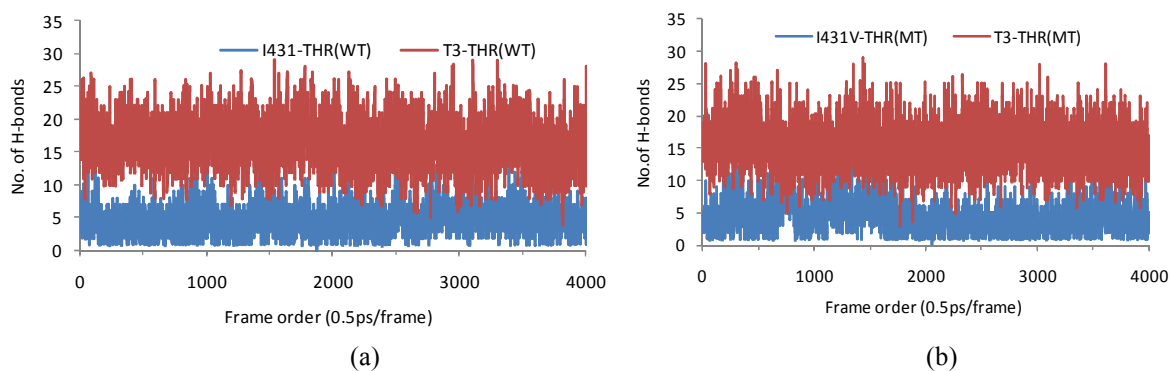 35
30
25
20
15
10
5
0
No. of H-bonds
I431-THR(WT) T3-THR(WT)
0 1000 2000 3000 4000
Frame order (0.5ps/frame)
(a)
35
30
25
20
15
10
5
0
No.of H-bonds
I431V-THR(MT) T3-THR(MT)
0 1000 2000 3000 4000
Frame order (0.5ps/frame)
(b)